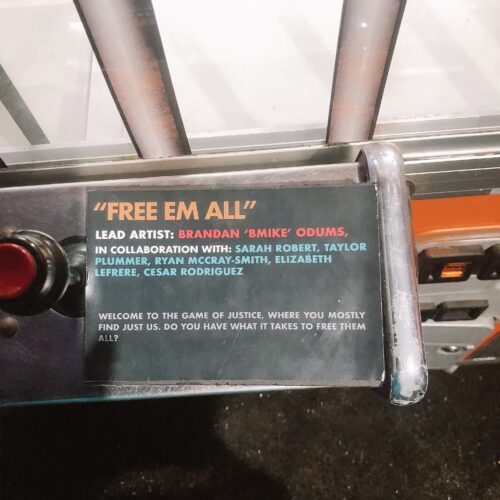 “FREE EM ALL”
LEAD ARTIST: BRANDAN ‘BMIKE’ ODUMS,
IN COLLABORATION WITH: SARAH ROBERT, TAYLOR
PLUMMER, RYAN MCCRAY-SMITH, ELIZABETH
LEFRERE, CESAR RODRIGUEZ
WELCOME TO THE GAME OF JUSTICE, WHERE YOU MOSTLY
FIND JUST US. DO YOU HAVE WHAT IT TAKES TO FREE THEM
ALL?